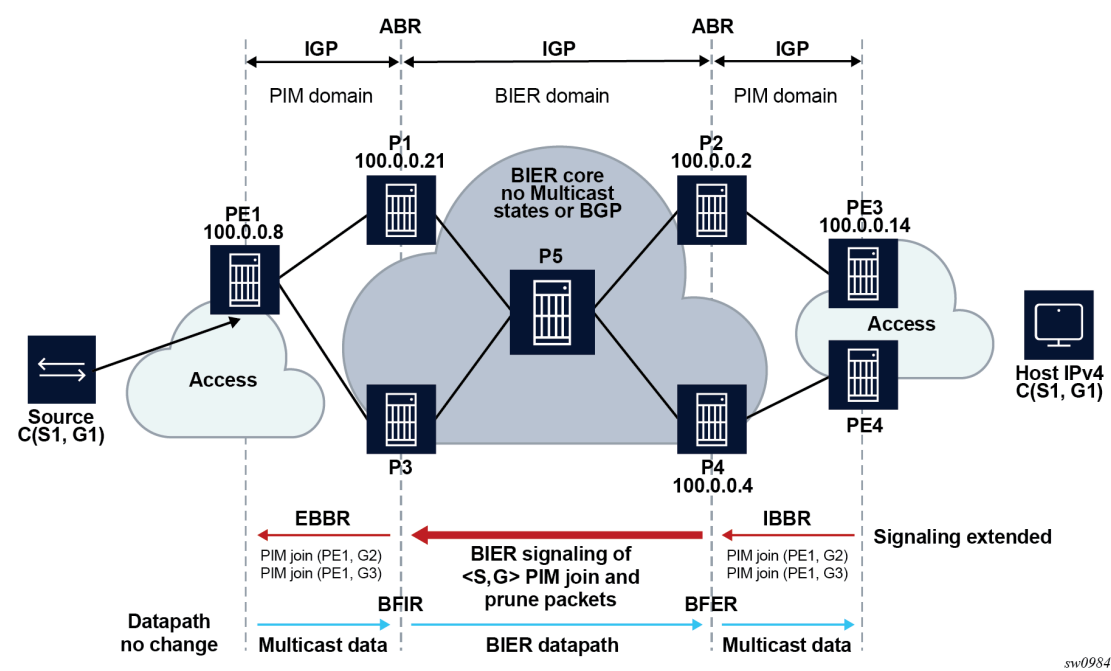 ABR
ABR
IGP
IGP
IGP
PIM domain
BIER domain
PIM domain
P1
100.0.0.21
P2
100.0.0.2
BIER core
no Multicast
states or BGP
PE1
100.0.0.8
PE3
100.0.0.14
P5
Access
Access
Source
C(S1, G1)
Host IPv4
C(S1, G1)
PE4
P3
P4
100.0.0.4
EBBR
IBBR
Signaling extended
PIM join (PE1, G2)
PIM join (PE1, G3)
BIER signaling of
<S,G> PIM join and
prune packets
PIM join (PE1, G2)
PIM join (PE1, G3)
BFIR
BFER
Datapath
no change
Multicast data
BIER datapath
Multicast data
sw0984